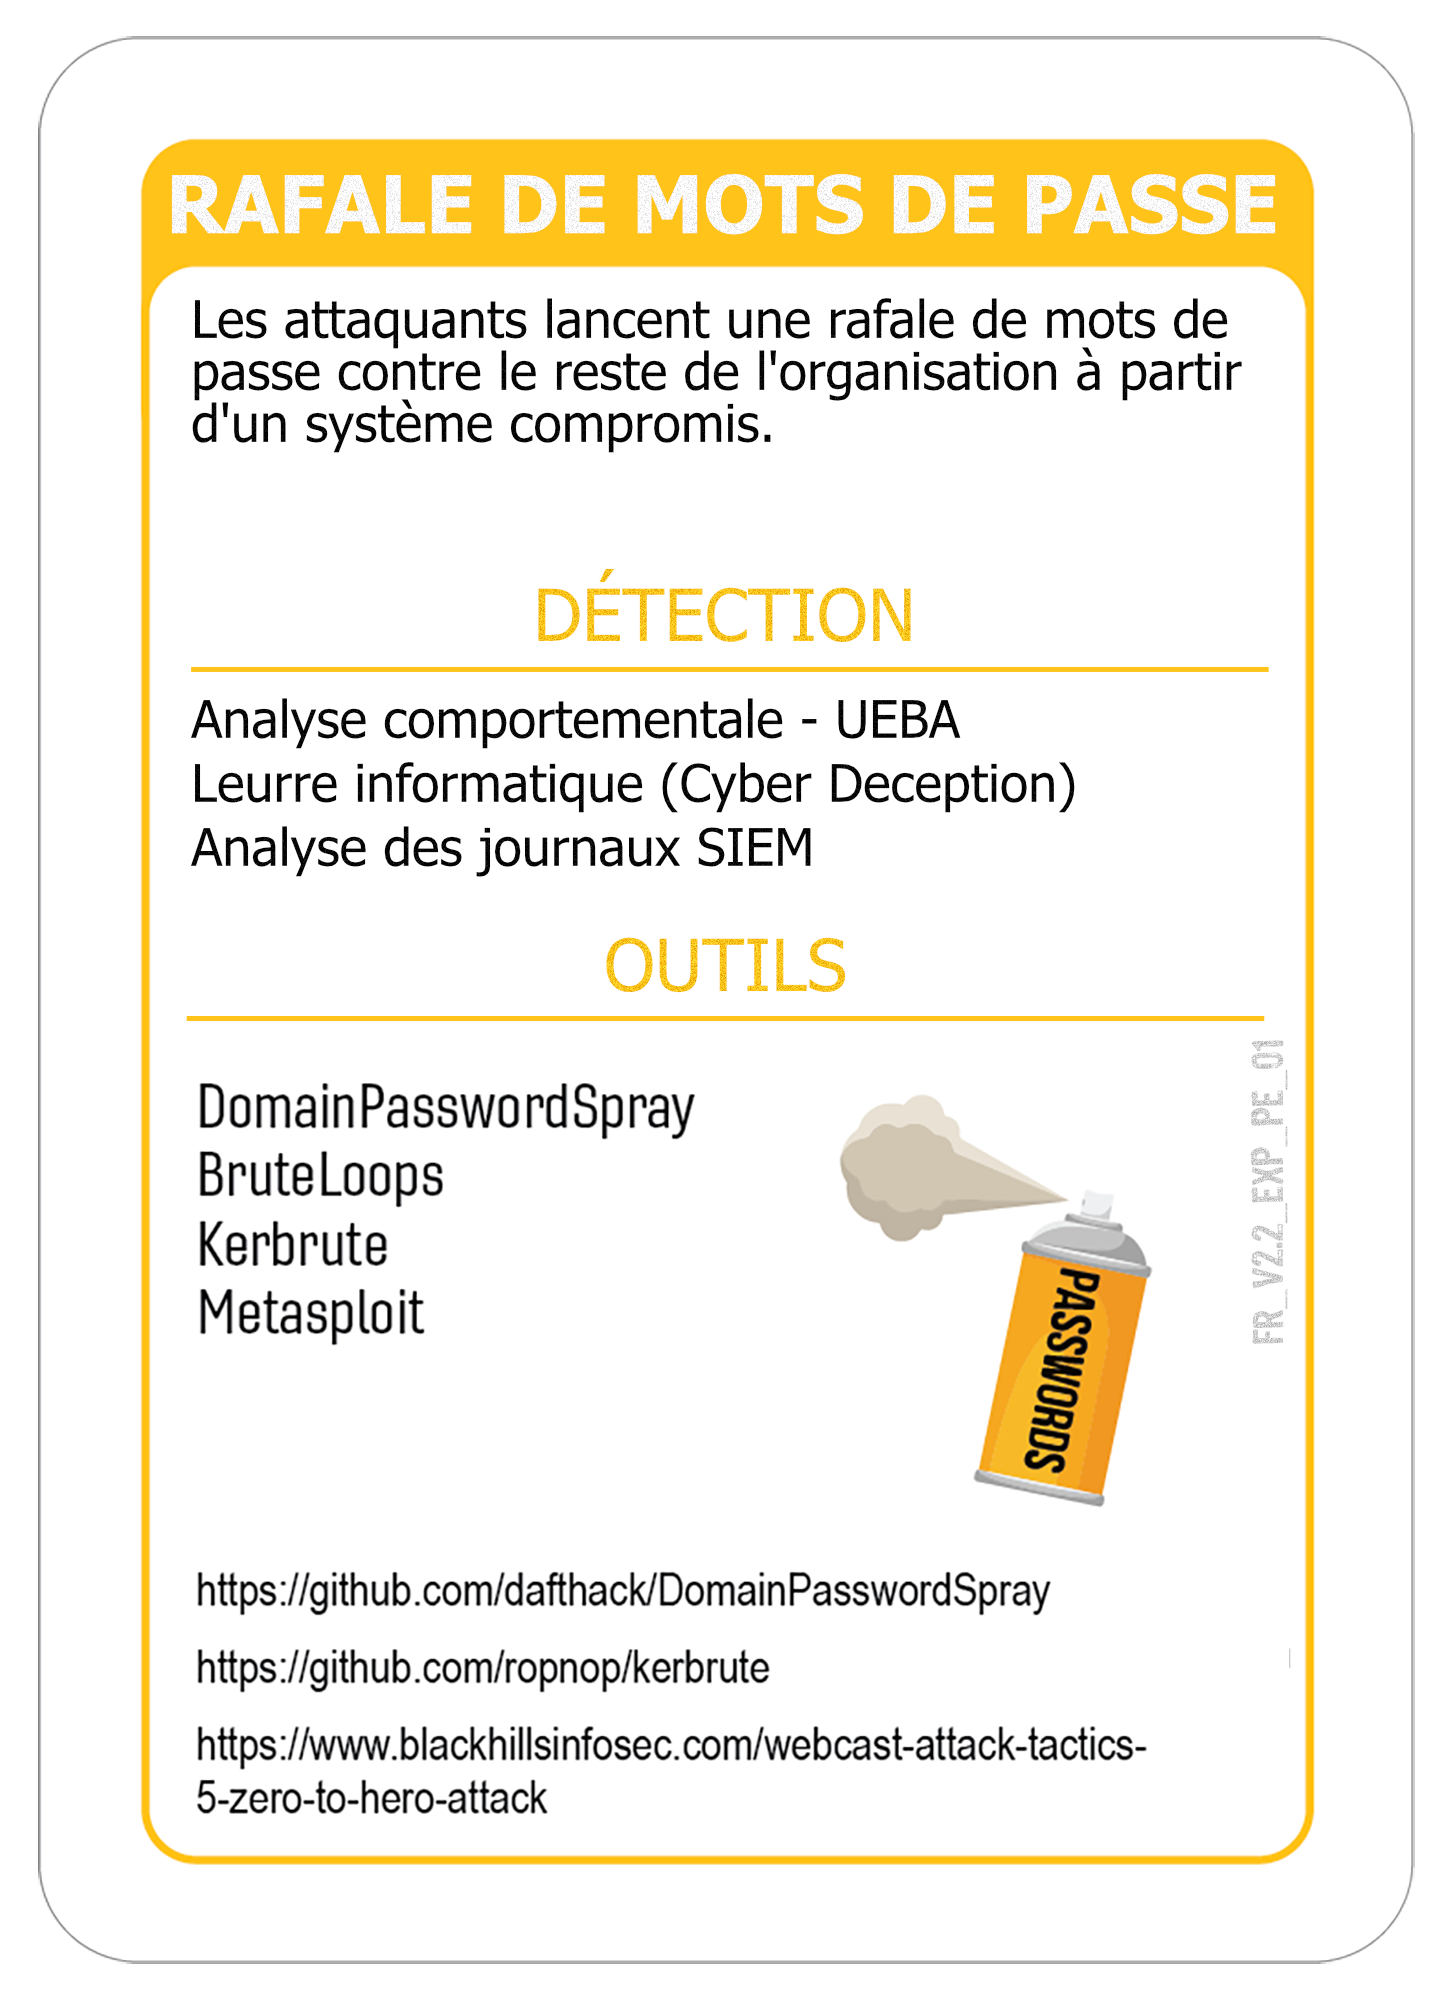 RAFALE DE MOTS DE PASSE
Les attaquants lancent une rafale de mots de
passe contre le reste de l'organisation à partir
d'un système compromis.
DÉTECTION
Analyse comportementale - UEBA
Leurre informatique (Cyber Deception)
Analyse des journaux SIEM
OUTILS
DomainPasswordSpray
BruteLoops
Kerbrute
Metasploit
PASSWORDS
FR_V2.2_EXP_PE_01
https://github.com/dafthack/DomainPasswordSpray
https://github.com/ropnop/kerbrute
https://www.blackhillsinfosec.com/webcast-attack-tactics-
5-zero-to-hero-attack